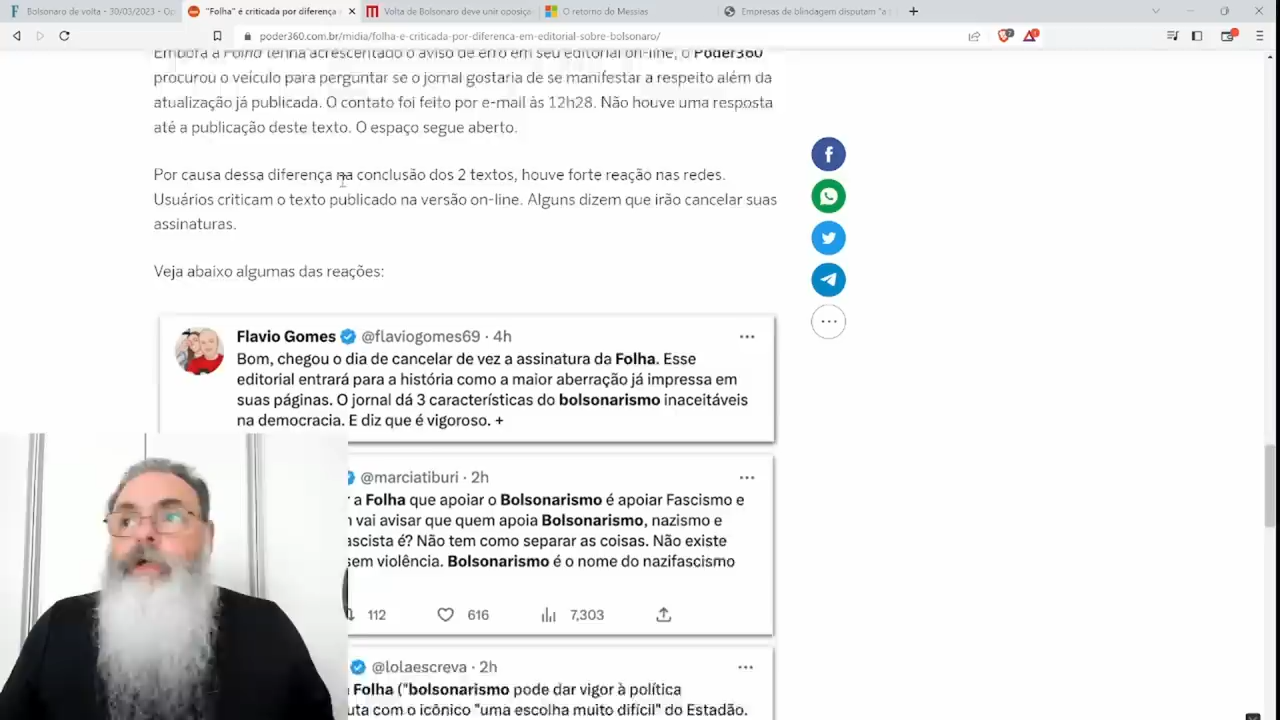 Bolsonaro de volta - 30/03/2023 - Op
"Folha" é criticada por diferença
Volta de Bolsonaro deve unir oposiçã
O retorno do Messias
Empresas de blindagem disputam "a
poder360.com.br/midia/folha-e-criticada-por-diferenca-em-editorial-sobre-bolsonaro/
Embora a Folha tenha acrescentado o aviso de erro em seu editorial on-line, o Poder360
procurou o veículo para perguntar se o jornal gostaria de se manifestar a respeito além da
atualização já publicada. O contato foi feito por e-mail às 12h28. Não houve uma resposta
até a publicação deste texto. O espaço segue aberto.
Por causa dessa diferença na conclusão dos 2 textos, houve forte reação nas redes.
Usuários criticam o texto publicado na versão on-line. Alguns dizem que irão cancelar suas
assinaturas.
Veja abaixo algumas das reações:
Flavio Gomes @flaviogomes69 · 4h
Bom, chegou o dia de cancelar de vez a assinatura da Folha. Esse
editorial entrará para a história como a maior aberração já impressa em
suas páginas. O jornal dá 3 características do bolsonarismo inaceitáveis
na democracia. E diz que é vigoroso. +
@marciatiburi · 2h
r a Folha que apoiar o Bolsonarismo é apoiar Fascismo e
vai avisar que quem apoia Bolsonarismo, nazismo e
ascista é? Não tem como separar as coisas. Não existe
sem violência. Bolsonarismo é o nome do nazifascismo
112 616 7,303
@lolaescreva · 2h
Folha ("bolsonarismo pode dar vigor à política
uta com o icônico "uma escolha muito difícil" do Estadão.